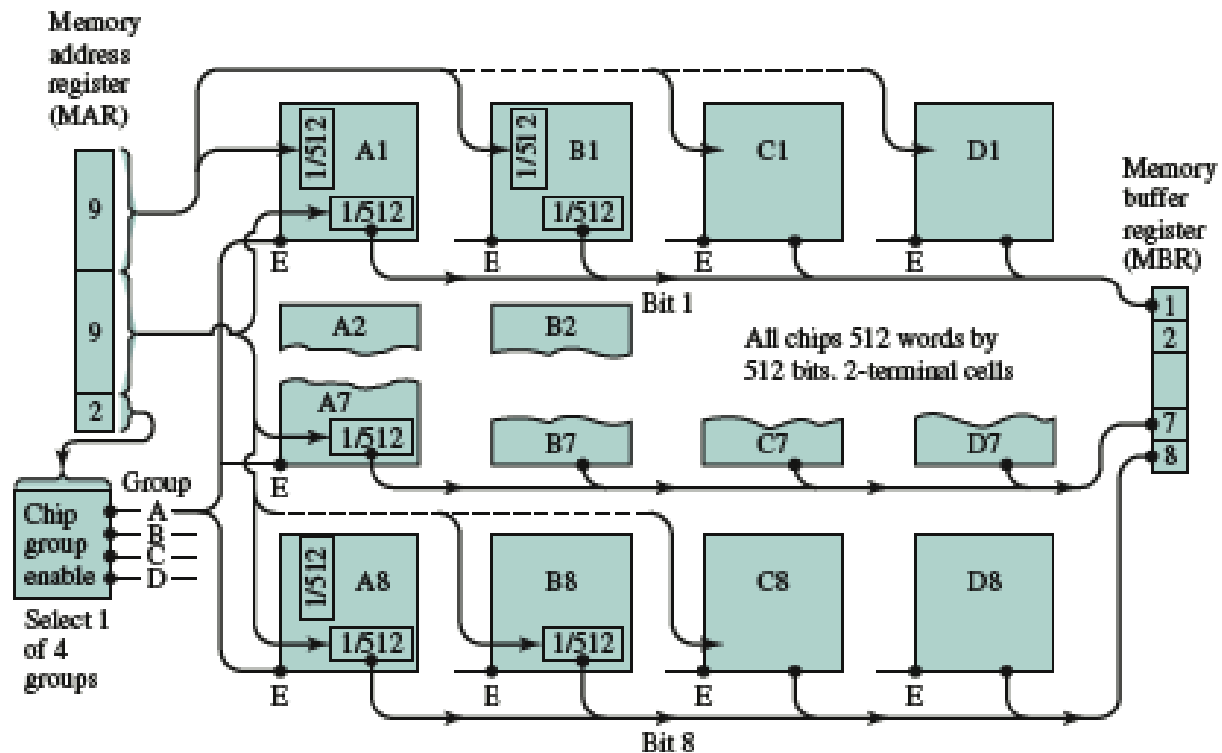 Memory
address
register
(MAR)
9
9
2
1/512
A1
1/512
E
1/512
B1
1/512
E
C1
E
D1
E
Memory
buffer
register
(MBR)
1
2
7
8
Bit 1
A2
B2
All chips 512 words by
512 bits. 2-terminal cells
A7
1/512
E
B7
C7
D7
Group
A
B
C
D
Chip
group
enable
Select 1
of 4
groups
1/512
A8
1/512
E
B8
1/512
E
C8
E
D8
E
Bit 8